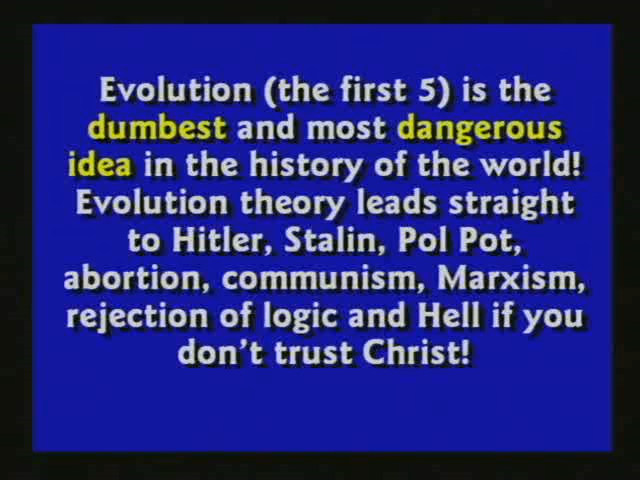 Evolution (the first 5) is the
dumbest and most dangerous
idea in the history of the world!
Evolution theory leads straight
to Hitler, Stalin, Pol Pot,
abortion, communism, Marxism,
rejection of logic and Hell if you
don't trust Christ!